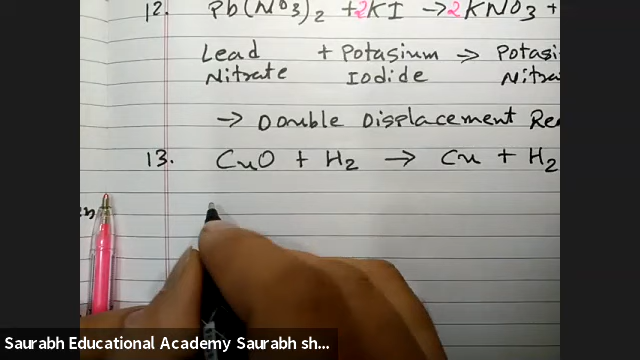 12. Pb(NO3)2 + 2KI → 2KNO3 +
Lead + Potasium → Potasi
Nitrate Iodide Nitra
→ Double Displacement Re
13. CuO + H2 → Cu + H2
Saurabh Educational Academy Saurabh sh...